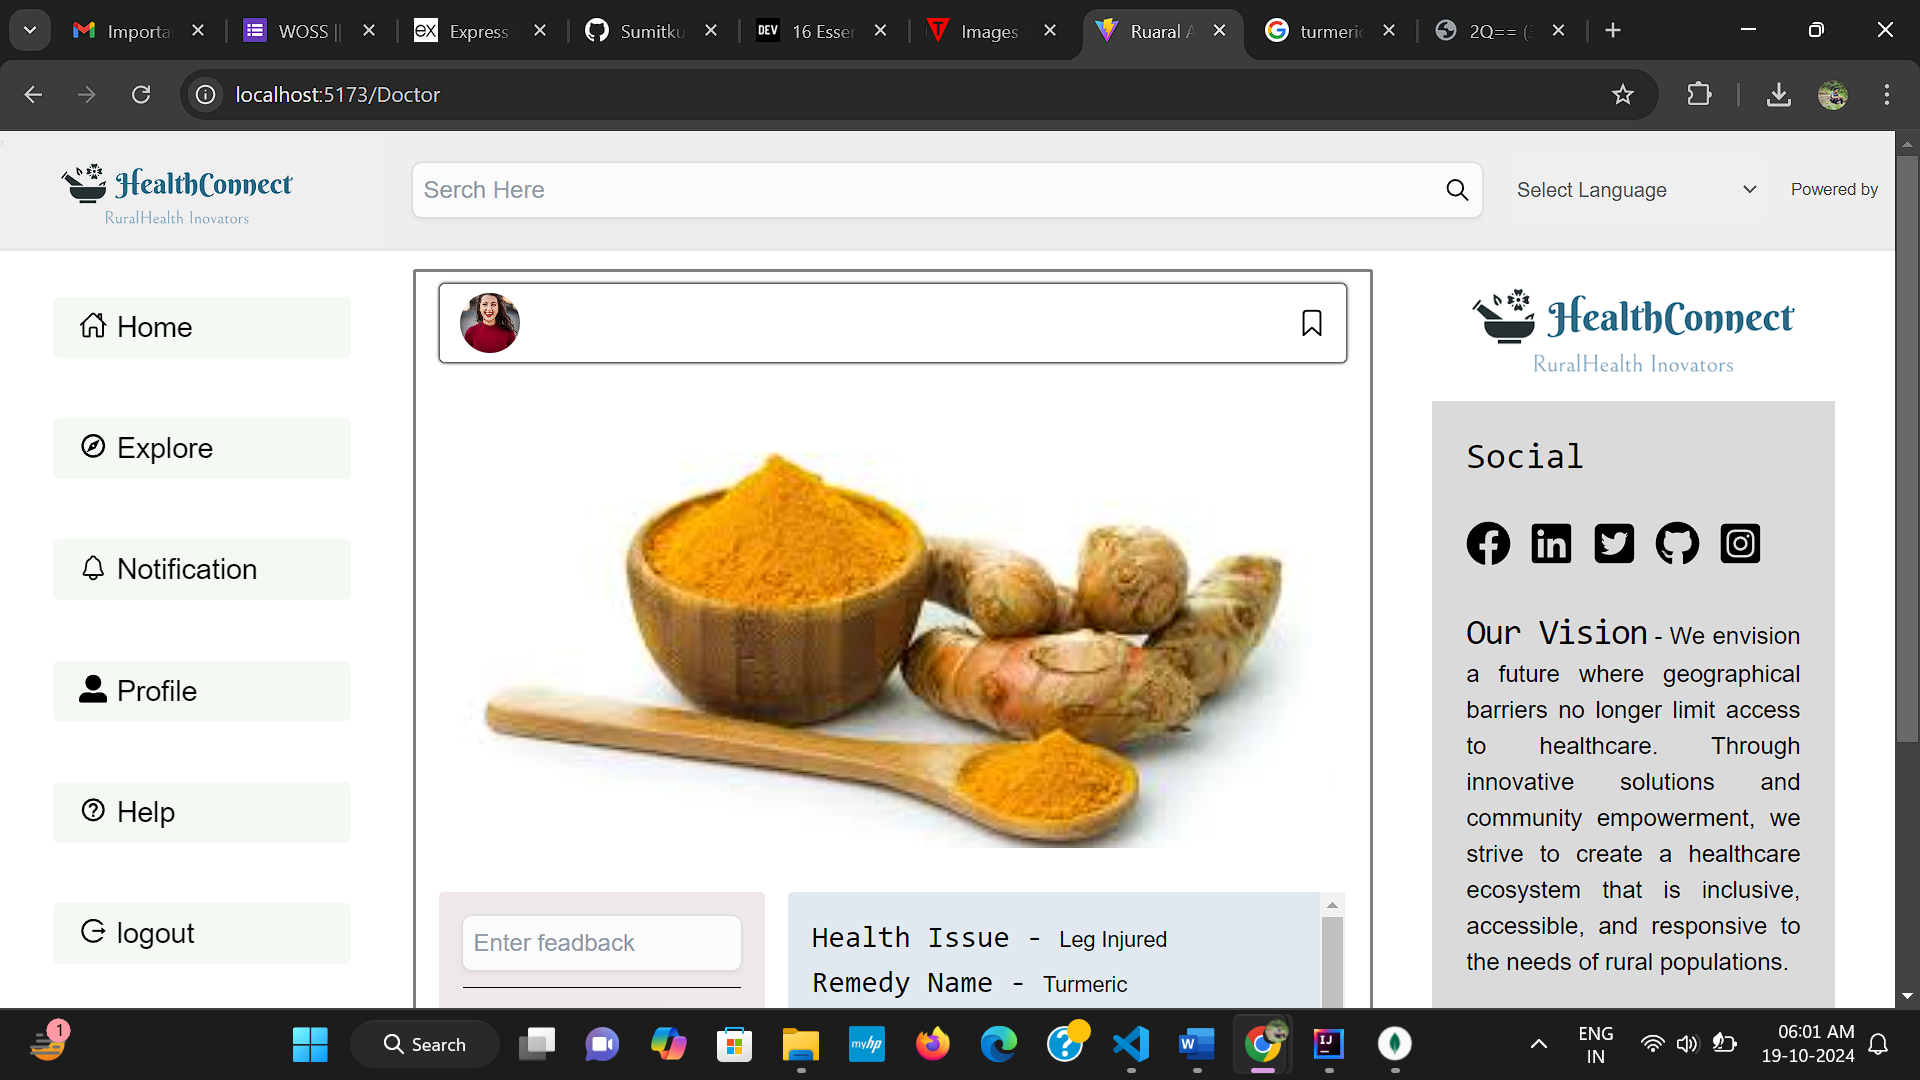 Importa
WOSS ||
Express
Sumitku
DEV
16 Esser
Images
Ruaral A
turmeric
2Q== (
localhost:5173/Doctor
HealthConnect
RuralHealth Inovators
Serch Here
Select Language
Powered by
Home
Explore
Notification
Profile
Help
logout
Enter feadback
Health Issue - Leg Injured
Remedy Name - Turmeric
HealthConnect
RuralHealth Inovators
Social
Our Vision - We envision
a future where geographical
barriers no longer limit access
to healthcare. Through
innovative solutions and
community empowerment, we
strive to create a healthcare
ecosystem that is inclusive,
accessible, and responsive to
the needs of rural populations.
1
Search
myhp
ENG
IN
06:01 AM
19-10-2024